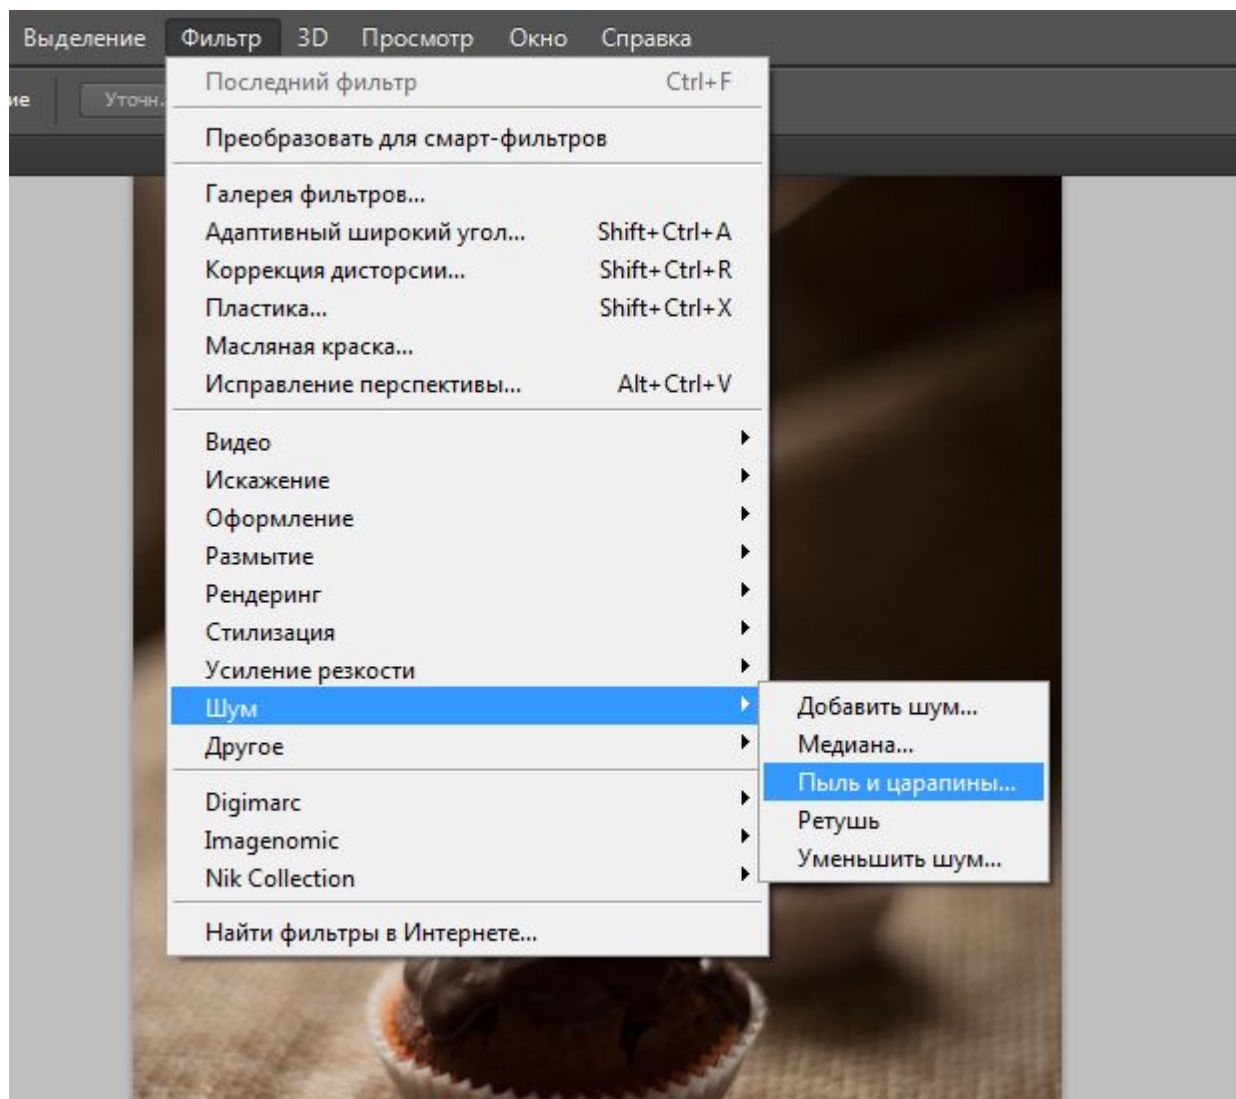 Выделение Фильтр 3D Просмотр Окно Справка
ие Уточн.
Последний фильтр Ctrl+F
Преобразовать для смарт-фильтров
Галерея фильтров...
Адаптивный широкий угол... Shift+Ctrl+A
Коррекция дисторсии... Shift+Ctrl+R
Пластика... Shift+Ctrl+X
Масляная краска...
Исправление перспективы... Alt+Ctrl+V
Видео
Искажение
Оформление
Размытие
Рендеринг
Стилизация
Усиление резкости
Шум
Другое
Digimarc
Imagenomic
Nik Collection
Найти фильтры в Интернете...
Добавить шум...
Медиана...
Пыль и царапины...
Ретушь
Уменьшить шум...